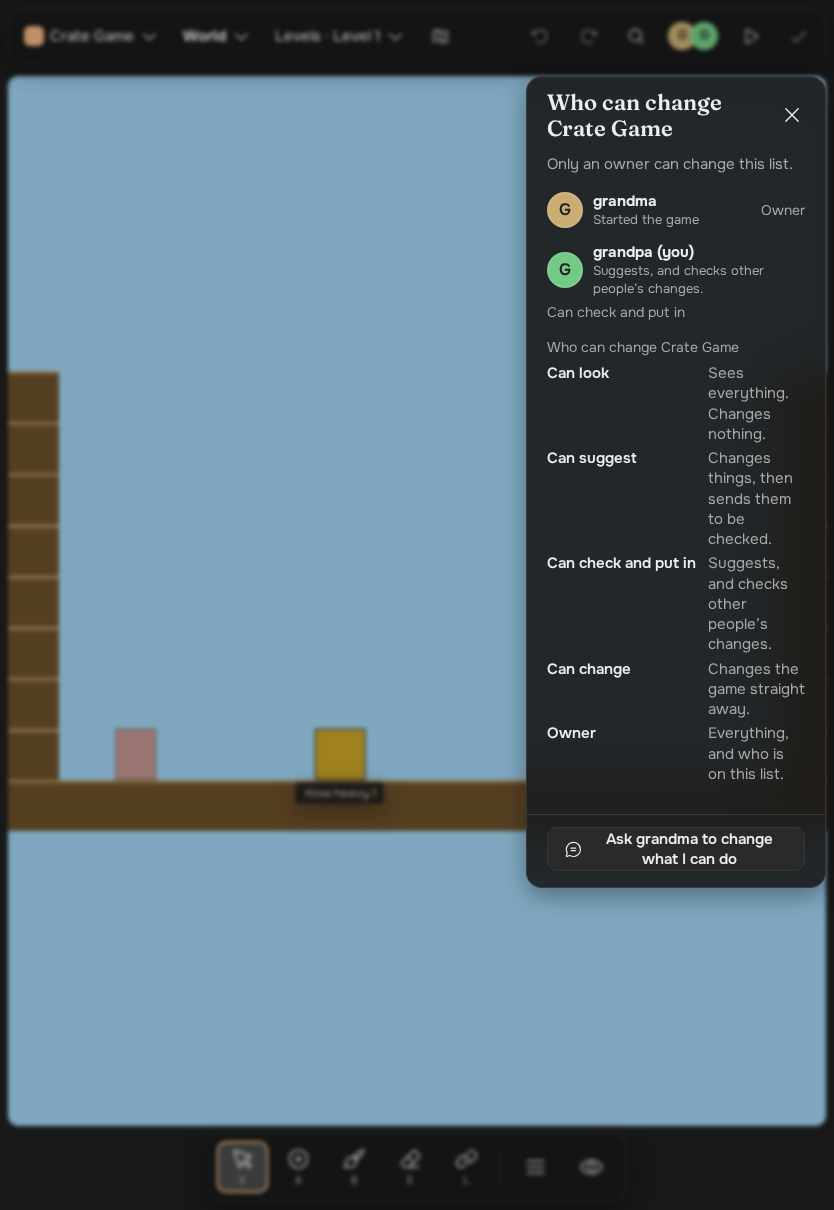 Crate Game
World
Levels · Level 1
G G
Who can change
Crate Game
Only an owner can change this list.
G
grandma
Started the game
Owner
G
grandpa (you)
Suggests, and checks other
people’s changes.
Can check and put in
Who can change Crate Game
Can look
Sees
everything.
Changes
nothing.
Can suggest
Changes
things, then
sends them
to be
checked.
Can check and put in
Suggests,
and checks
other
people’s
changes.
Can change
Changes the
game straight
away.
Owner
Everything,
and who is
on this list.
How heavy 1
Ask grandma to change
what I can do
V A B E L